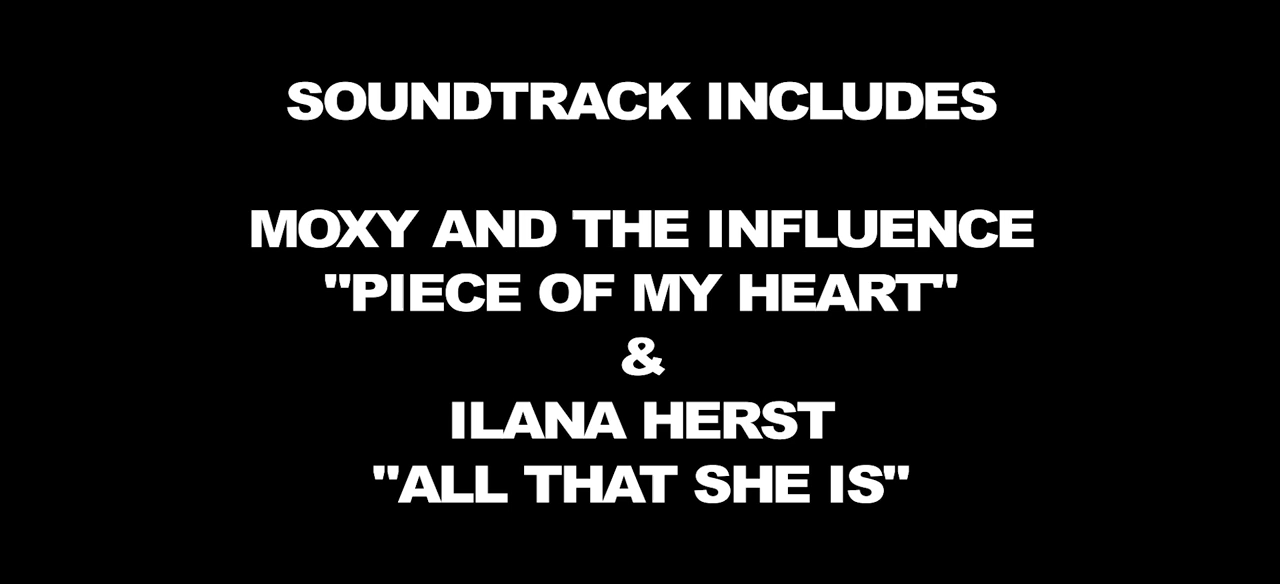 SOUNDTRACK INCLUDES
MOXY AND THE INFLUENCE
"PIECE OF MY HEART"
&
ILANA HERST
"ALL THAT SHE IS"